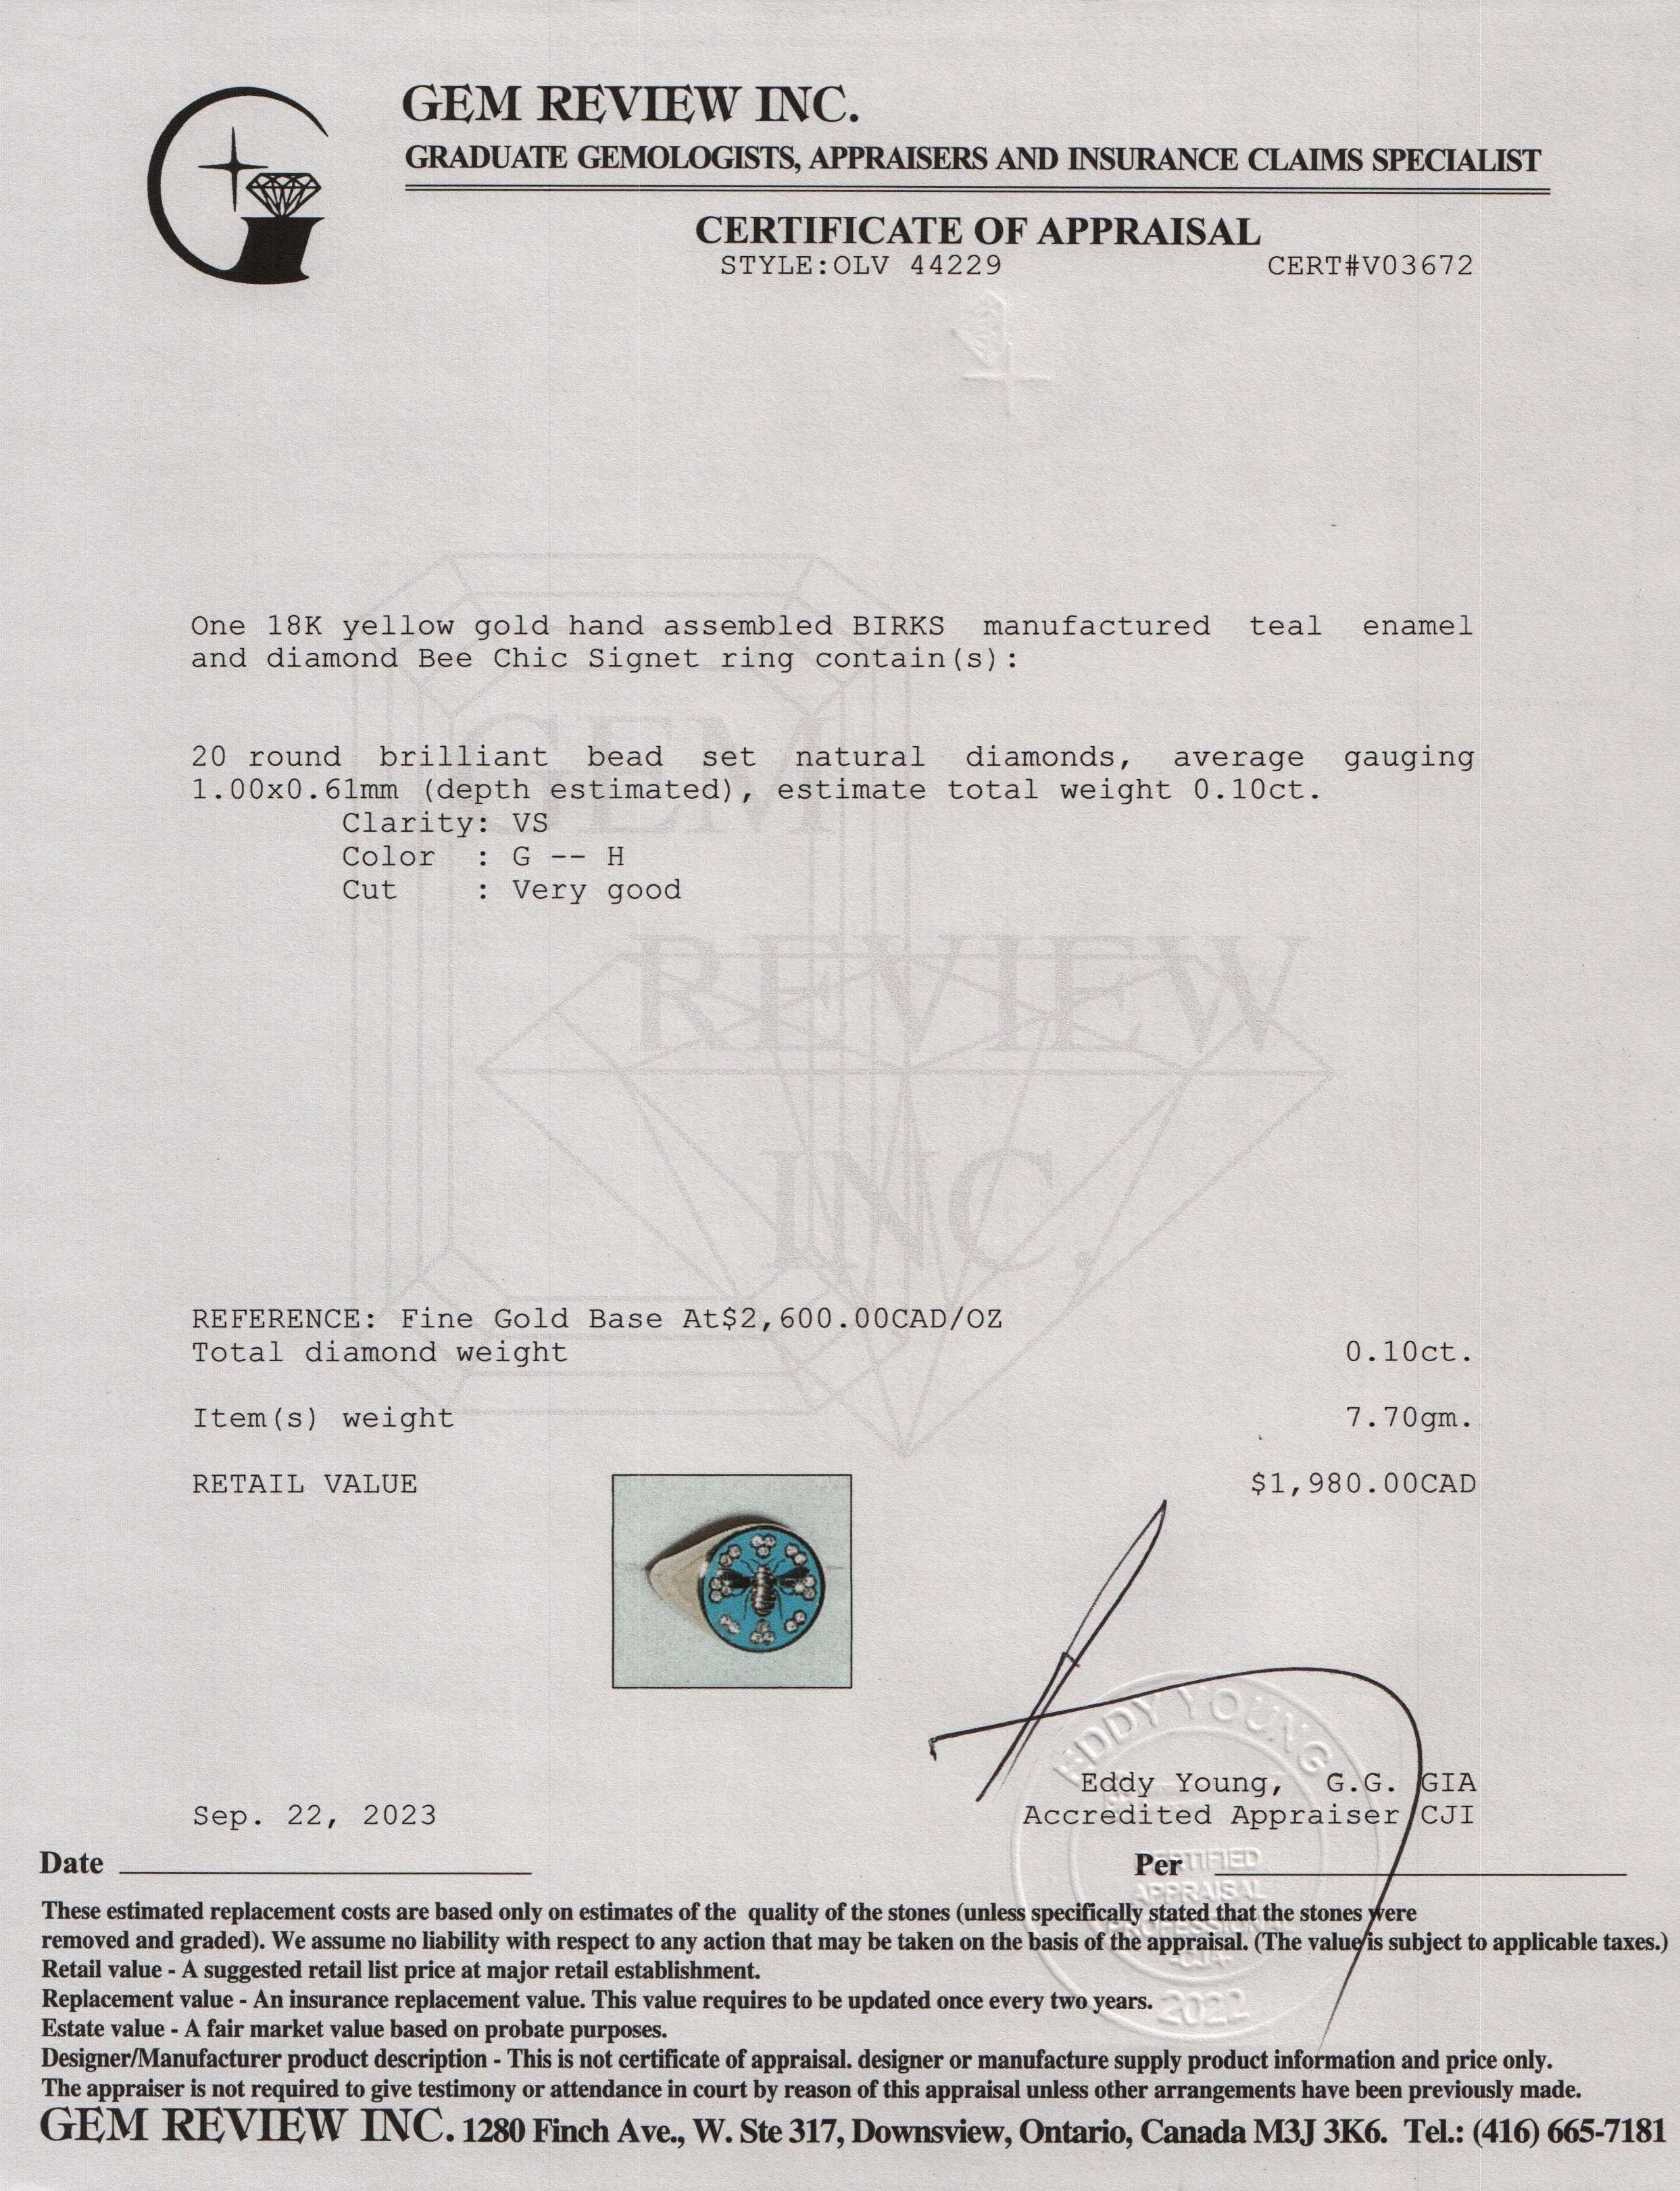 GEM REVIEW INC.
GRADUATE GEMOLOGISTS, APPRAISERS AND INSURANCE CLAIMS SPECIALIST
CERTIFICATE OF APPRAISAL
STYLE:OLV 44229 CERT#V03672
One 18K yellow gold hand assembled BIRKS manufactured teal enamel
and diamond Bee Chic Signet ring contain(s):
20 round brilliant bead set natural diamonds, average gauging
1.00x0.61mm (depth estimated), estimate total weight 0.10ct.
Clarity: VS
Color : G -- H
Cut : Very good
GEM
REVIEW
INC.
REFERENCE: Fine Gold Base At$2,600.00CAD/OZ
Total diamond weight 0.10ct.
Item(s) weight 7.70gm.
RETAIL VALUE $1,980.00CAD
EDDY YOUNG
Eddy Young, G.G. GIA
Sep. 22, 2023 Accredited Appraiser CJI
Date Per
CERTIFIED
APPRAISAL
PROFESSIONAL
2022
These estimated replacement costs are based only on estimates of the quality of the stones (unless specifically stated that the stones were
removed and graded). We assume no liability with respect to any action that may be taken on the basis of the appraisal. (The value is subject to applicable taxes.)
Retail value - A suggested retail list price at major retail establishment.
Replacement value - An insurance replacement value. This value requires to be updated once every two years.
Estate value - A fair market value based on probate purposes.
Designer/Manufacturer product description - This is not certificate of appraisal. designer or manufacture supply product information and price only.
The appraiser is not required to give testimony or attendance in court by reason of this appraisal unless other arrangements have been previously made.
GEM REVIEW INC. 1280 Finch Ave., W. Ste 317, Downsview, Ontario, Canada M3J 3K6. Tel.: (416) 665-7181